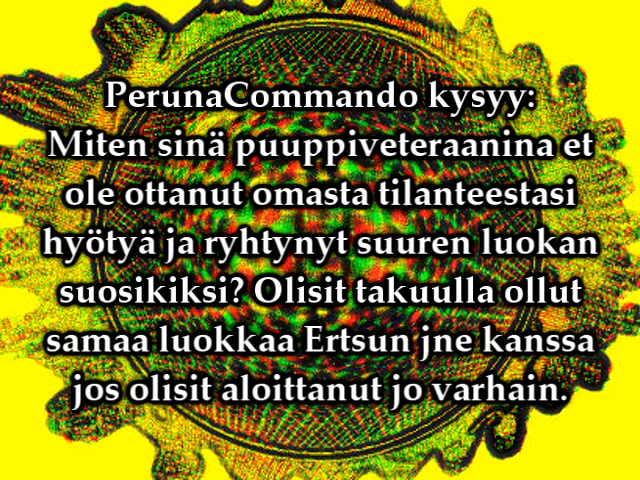 PerunaCommando kysyy:
Miten sinä puuppiveteraanina et
ole ottanut omasta tilanteestasi
hyötyä ja ryhtynyt suuren luokan
suosikiksi? Olisit takuulla ollut
samaa luokkaa Ertsun jne kanssa
jos olisit aloittanut jo varhain.